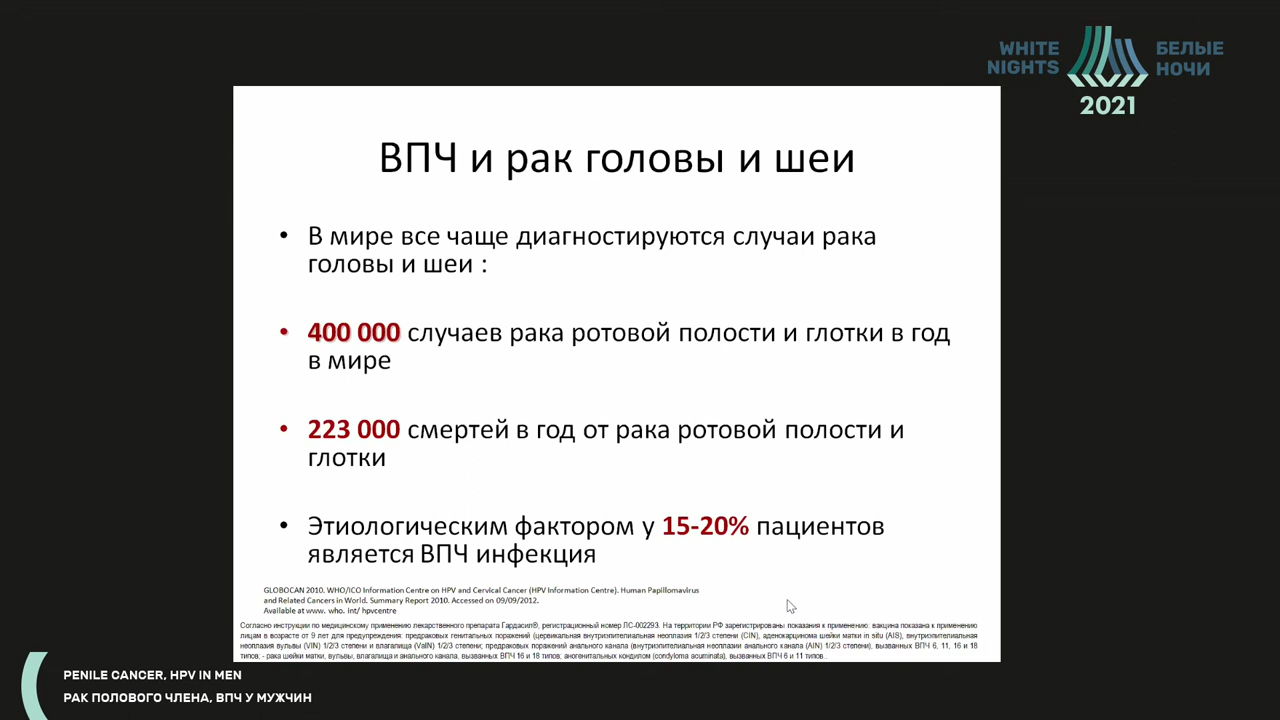 WHITE NIGHTS
БЕЛЫЕ НОЧИ
2021
ВПЧ и рак головы и шеи
• В мире все чаще диагностируются случаи рака
головы и шеи :
• 400 000 случаев рака ротовой полости и глотки в год
в мире
• 223 000 смертей в год от рака ротовой полости и
глотки
• Этиологическим фактором у 15-20% пациентов
является ВПЧ инфекция
GLOBOCAN 2010. WHO/ICO Information Centre on HPV and Cervical Cancer (HPV Information Centre). Human Papillomavirus
and Related Cancers in World. Summary Report 2010. Accessed on 09/09/2012.
Available at www. who. int/ hpvcentre
Согласно инструкции по медицинскому применению лекарственного препарата Гардасил®, регистрационный номер ЛС-002293. На территории РФ зарегистрированы показания к применению: вакцина показана к применению
лицам в возрасте от 9 лет для предупреждения: предраковых генитальных поражений (цервикальная внутриэпителиальная неоплазия 1/2/3 степени (CIN), аденокарцинома шейки матки in situ (AIS), внутриэпителиальная
неоплазия вульвы (VIN) 1/2/3 степени и влагалища (VaIN) 1/2/3 степени; предраковых поражений анального канала (внутриэпителиальная неоплазии анального канала (AIN) 1/2/3 степени), вызванных ВПЧ 6, 11, 16 и 18
типов; - рака шейки матки, вульвы, влагалища и анального канала, вызванных ВПЧ 16 и 18 типов; аногенитальных кондилом (condyloma acuminata), вызванных ВПЧ 6 и 11 типов..
PENILE CANCER, HPV IN MEN
РАК ПОЛОВОГО ЧЛЕНА, ВПЧ У МУЖЧИН